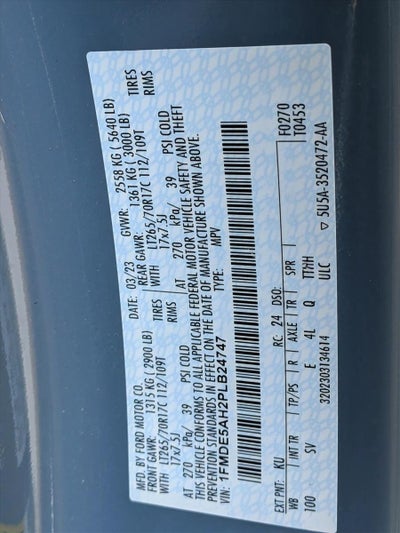 MFD. BY FORD MOTOR CO.
DATE: 03/23 GVWR: 2558 KG ( 5640 LB)
FRONT GAWR: 1315 KG (2900 LB) REAR GAWR: 1361 KG ( 3000 LB)
WITH LT265/70R17C 112/109T TIRES WITH LT265/70R17C 112/109T TIRES
17x7.5J RIMS 17x7.5J RIMS
AT 270 kPa/ 39 PSI COLD AT 270 kPa/ 39 PSI COLD
THIS VEHICLE CONFORMS TO ALL APPLICABLE FEDERAL MOTOR VEHICLE SAFETY AND THEFT PREVENTION
STANDARDS IN EFFECT ON THE DATE OF MANUFACTURE SHOWN ABOVE.
VIN: 1FMDE5AH2PLB24747 TYPE: MPV
F0270
T0453
EXT PNT: KU RC: 24 DSO:
WB INT TR TP/PS R AXLE TR SPR
100 SV E 4L Q TTHH
3202303134614 ULC 5U5A-3520472-AA